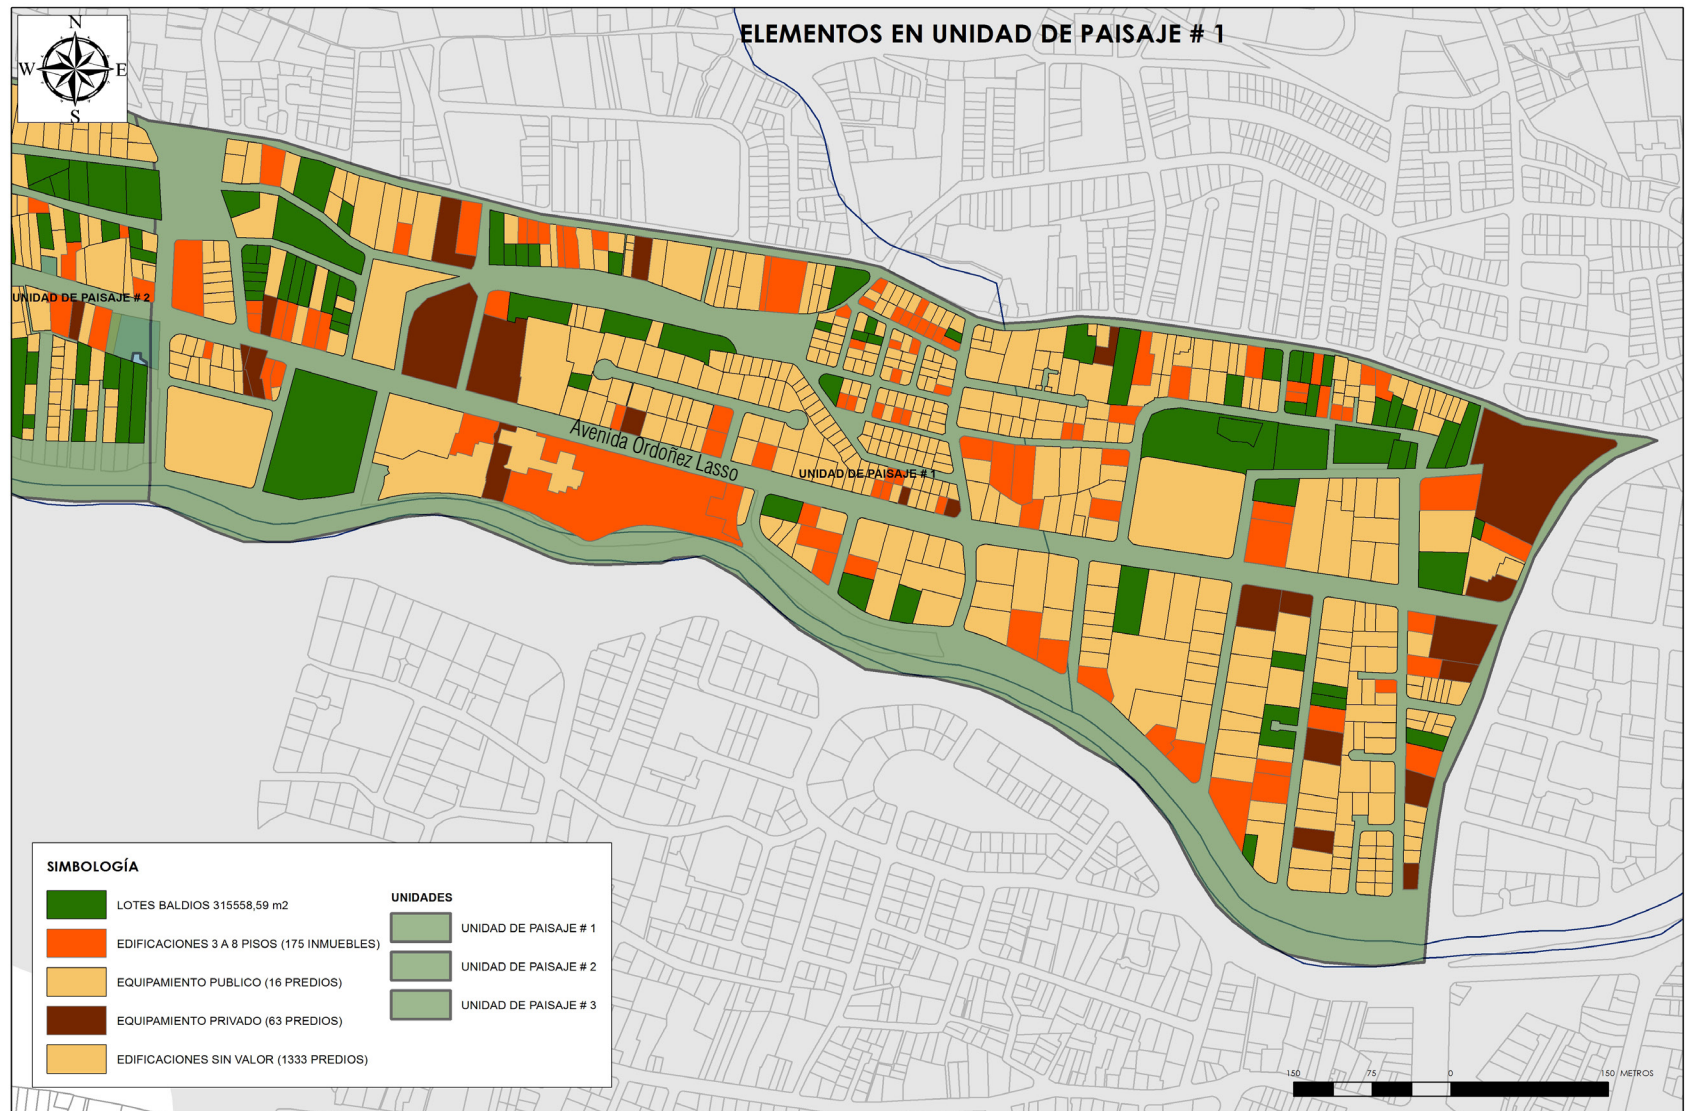 ELEMENTOS EN UNIDAD DE PAISAJE # 1
N
W
E
S
UNIDAD DE PAISAJE # 2
Avenida Ordoñez Lasso
UNIDAD DE PAISAJE # 1
SIMBOLOGÍA
LOTES BALDIOS 315558,59 m2
EDIFICACIONES 3 A 8 PISOS (175 INMUEBLES)
EQUIPAMIENTO PUBLICO (16 PREDIOS)
EQUIPAMIENTO PRIVADO (63 PREDIOS)
EDIFICACIONES SIN VALOR (1333 PREDIOS)
UNIDADES
UNIDAD DE PAISAJE # 1
UNIDAD DE PAISAJE # 2
UNIDAD DE PAISAJE # 3
150 75 0 150 METROS